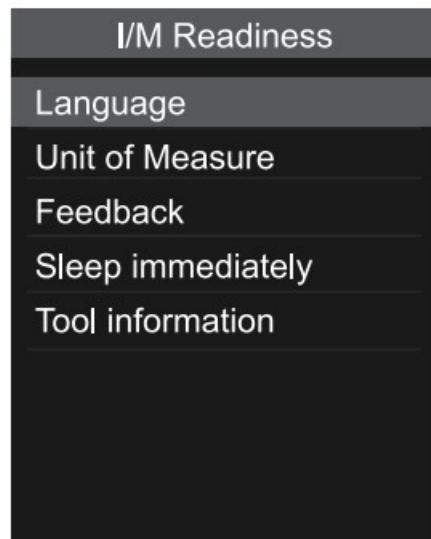 I/M Readiness
Language
Unit of Measure
Feedback
Sleep immediately
Tool information